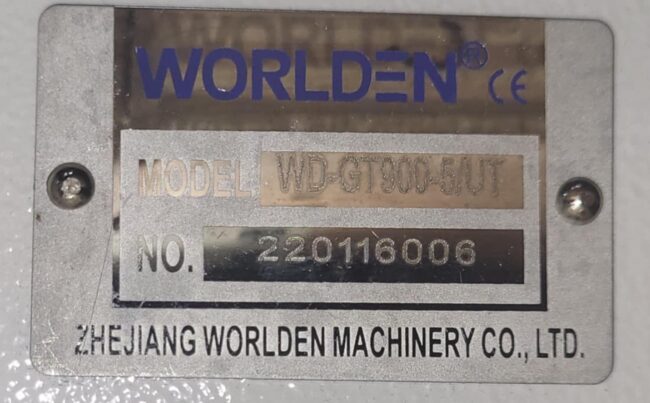 WORLDEN® CE
MODEL WD-GT900-5/UT
NO. 220116006
ZHEJIANG WORLDEN MACHINERY CO., LTD.